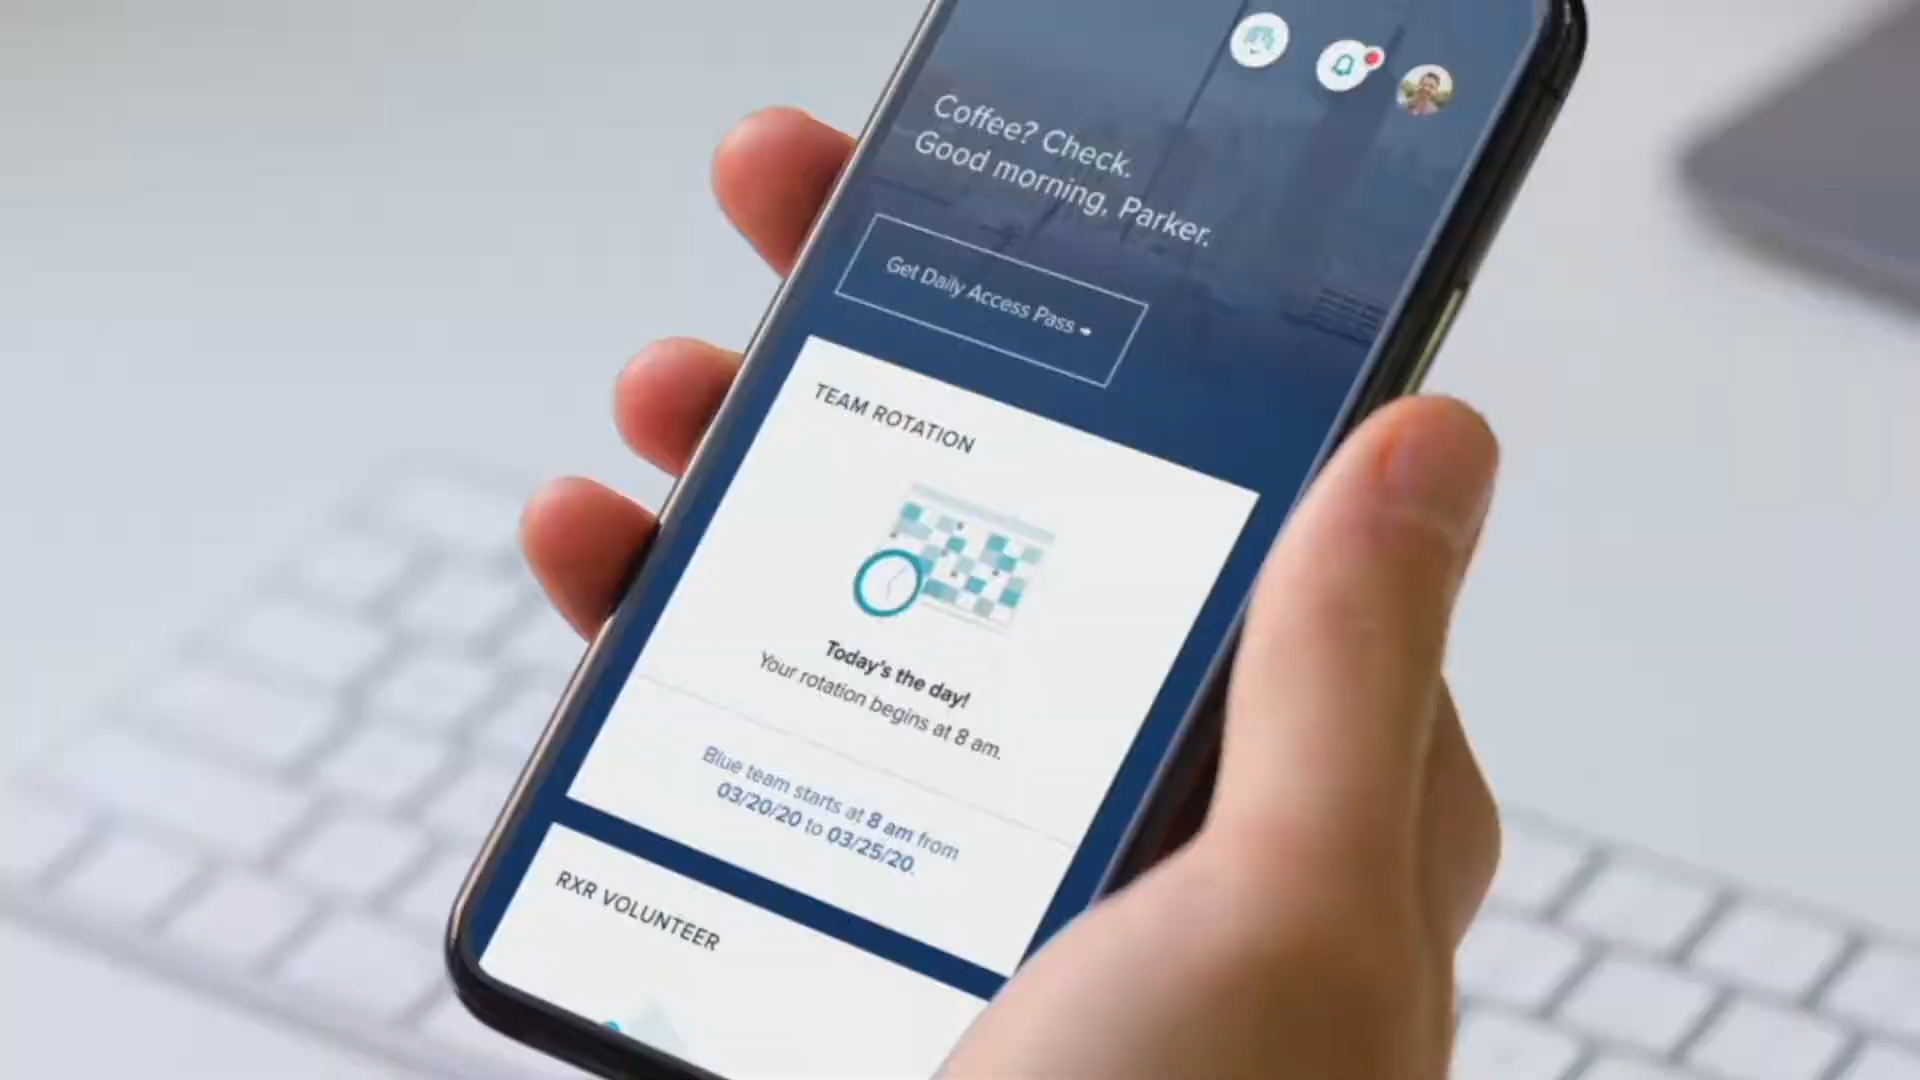 Coffee? Check.
Good morning, Parker.
Get Daily Access Pass
TEAM ROTATION
Today's the day!
Your rotation begins at 8 am.
Blue team starts at 8 am from
03/20/20 to 03/25/20.
RXR VOLUNTEER